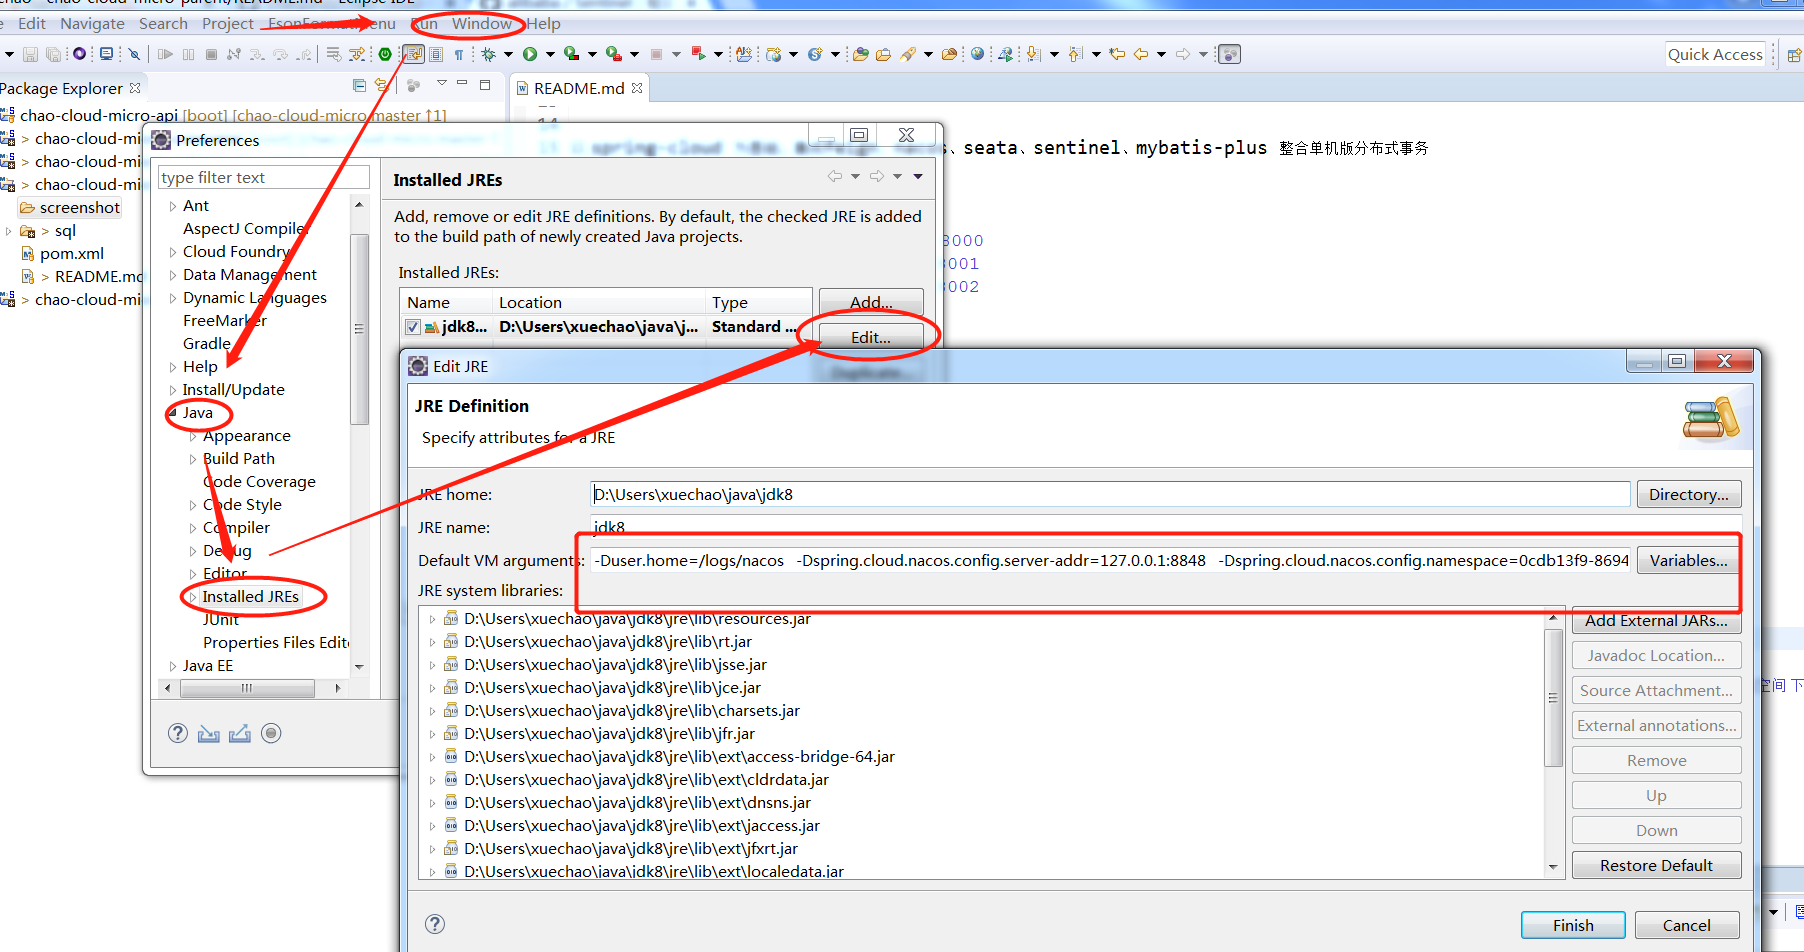 Edit Navigate Search Project EsonFormatMenu Run Window Help
Quick Access
Package Explorer
README.md
chao-cloud-micro-api [boot] [chao-cloud-micro master ↑1]
> chao-cloud-mi
> chao-cloud-mi
> chao-cloud-mi
screenshot
> sql
pom.xml
> README.md
> chao-cloud-mi
14
15
spring-cloud
、seata、sentinel、mybatis-plus 整合单机版分布式事务
8000
8001
8002
空间 下
Preferences
type filter text
Ant
AspectJ Compiler
Cloud Foundry
Data Management
Dynamic Languages
FreeMarker
Gradle
Help
Install/Update
Java
Appearance
Build Path
Code Coverage
Code Style
Compiler
Debug
Editor
Installed JREs
JUnit
Properties Files Edito
Java EE
Installed JREs
Add, remove or edit JRE definitions. By default, the checked JRE is added
to the build path of newly created Java projects.
Installed JREs:
Name Location Type
jdk8... D:\Users\xuechao\java\j... Standard ...
Add...
Edit...
Duplicate...
Edit JRE
JRE Definition
Specify attributes for a JRE
JRE home: D:\Users\xuechao\java\jdk8 Directory...
JRE name: jdk8
Default VM arguments: -Duser.home=/logs/nacos -Dspring.cloud.nacos.config.server-addr=127.0.0.1:8848 -Dspring.cloud.nacos.config.namespace=0cdb13f9-8694 Variables...
JRE system libraries:
D:\Users\xuechao\java\jdk8\jre\lib\resources.jar
D:\Users\xuechao\java\jdk8\jre\lib\rt.jar
D:\Users\xuechao\java\jdk8\jre\lib\jsse.jar
D:\Users\xuechao\java\jdk8\jre\lib\jce.jar
D:\Users\xuechao\java\jdk8\jre\lib\charsets.jar
D:\Users\xuechao\java\jdk8\jre\lib\jfr.jar
D:\Users\xuechao\java\jdk8\jre\lib\ext\access-bridge-64.jar
D:\Users\xuechao\java\jdk8\jre\lib\ext\cldrdata.jar
D:\Users\xuechao\java\jdk8\jre\lib\ext\dnsns.jar
D:\Users\xuechao\java\jdk8\jre\lib\ext\jaccess.jar
D:\Users\xuechao\java\jdk8\jre\lib\ext\jfxrt.jar
D:\Users\xuechao\java\jdk8\jre\lib\ext\localedata.jar
Add External JARs...
Javadoc Location...
Source Attachment...
External annotations...
Remove
Up
Down
Restore Default
Finish
Cancel